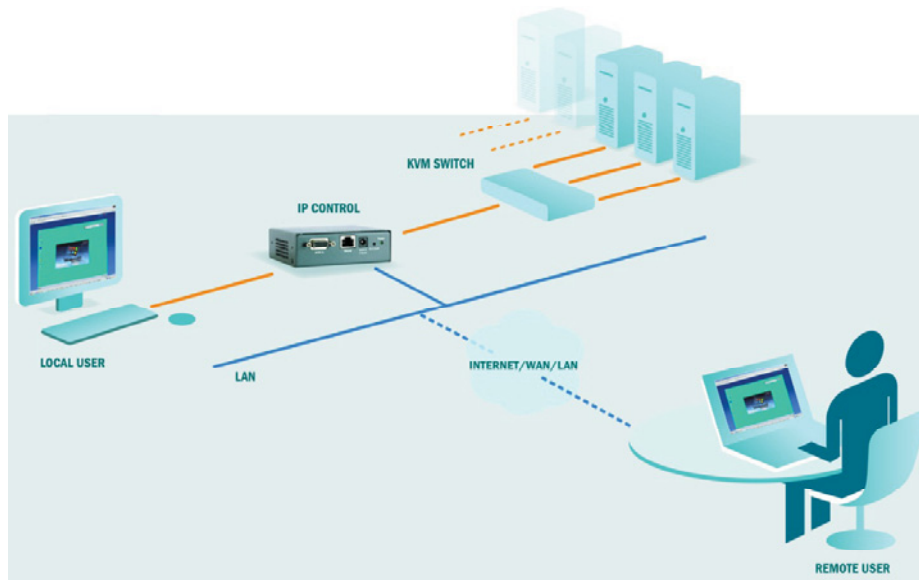 KVM SWITCH
IP CONTROL
LOCAL USER
LAN
INTERNET/WAN/LAN
REMOTE USER